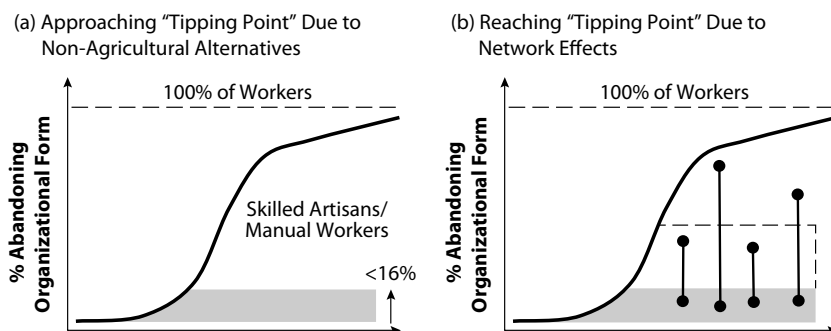 (a) Approaching “Tipping Point” Due to
Non-Agricultural Alternatives
100% of Workers
% Abandoning
Organizational Form
Skilled Artisans/
Manual Workers
<16%
(b) Reaching “Tipping Point” Due to
Network Effects
100% of Workers
% Abandoning
Organizational Form